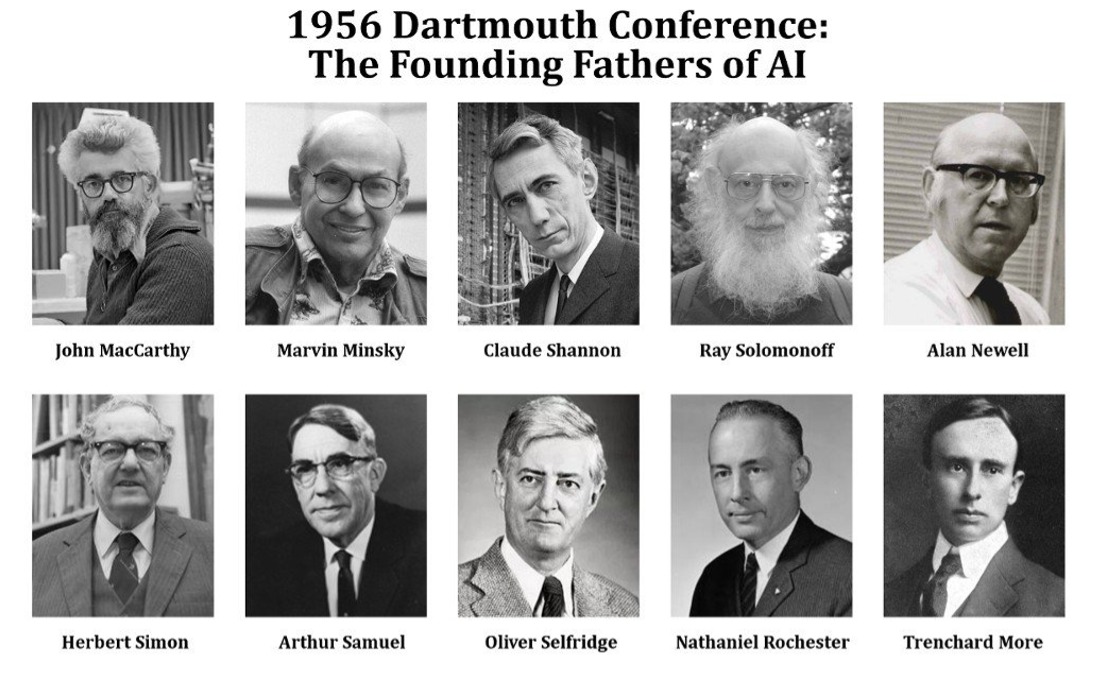 1956 Dartmouth Conference:
The Founding Fathers of AI
John MacCarthy
Marvin Minsky
Claude Shannon
Ray Solomonoff
Alan Newell
Herbert Simon
Arthur Samuel
Oliver Selfridge
Nathaniel Rochester
Trenchard More